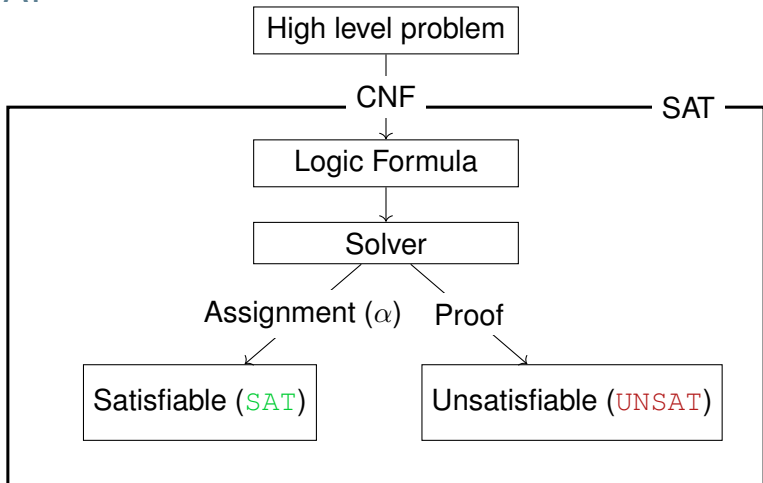 High level problem
CNF
SAT
Logic Formula
Solver
Assignment (α) Proof
Satisfiable (SAT) Unsatisfiable (UNSAT)